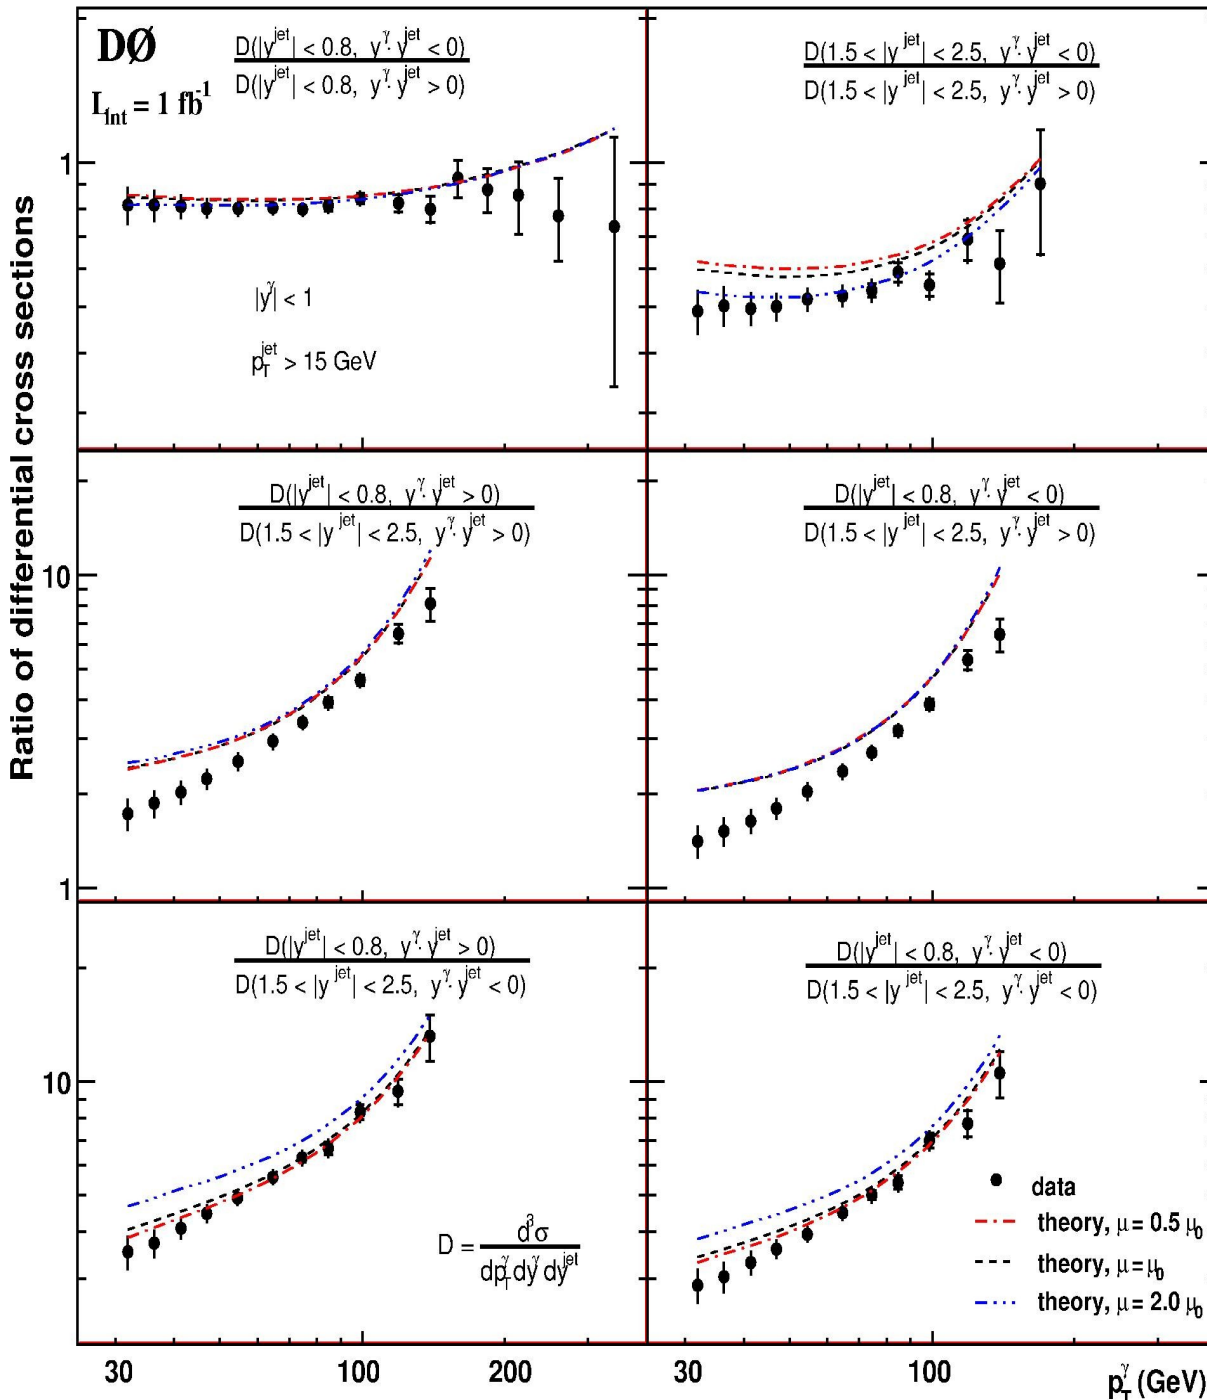 DØ
L_int = 1 fb^-1
D(|y^jet| < 0.8, y^γ· y^jet < 0)
D(|y^jet| < 0.8, y^γ· y^jet > 0)
|y^γ| < 1
p_T^jet > 15 GeV
1
D(1.5 < |y^jet| < 2.5, y^γ· y^jet < 0)
D(1.5 < |y^jet| < 2.5, y^γ· y^jet > 0)
Ratio of differential cross sections
D(|y^jet| < 0.8, y^γ· y^jet > 0)
D(1.5 < |y^jet| < 2.5, y^γ· y^jet > 0)
10
1
D(|y^jet| < 0.8, y^γ· y^jet < 0)
D(1.5 < |y^jet| < 2.5, y^γ· y^jet > 0)
D(|y^jet| < 0.8, y^γ· y^jet > 0)
D(1.5 < |y^jet| < 2.5, y^γ· y^jet < 0)
10
D = d^3σ
dp_T^γ dy^γ dy^jet
D(|y^jet| < 0.8, y^γ· y^jet < 0)
D(1.5 < |y^jet| < 2.5, y^γ· y^jet < 0)
data
theory, μ = 0.5 μ_0
theory, μ = μ_0
theory, μ = 2.0 μ_0
30 100 200
30 100 p_T^γ (GeV)